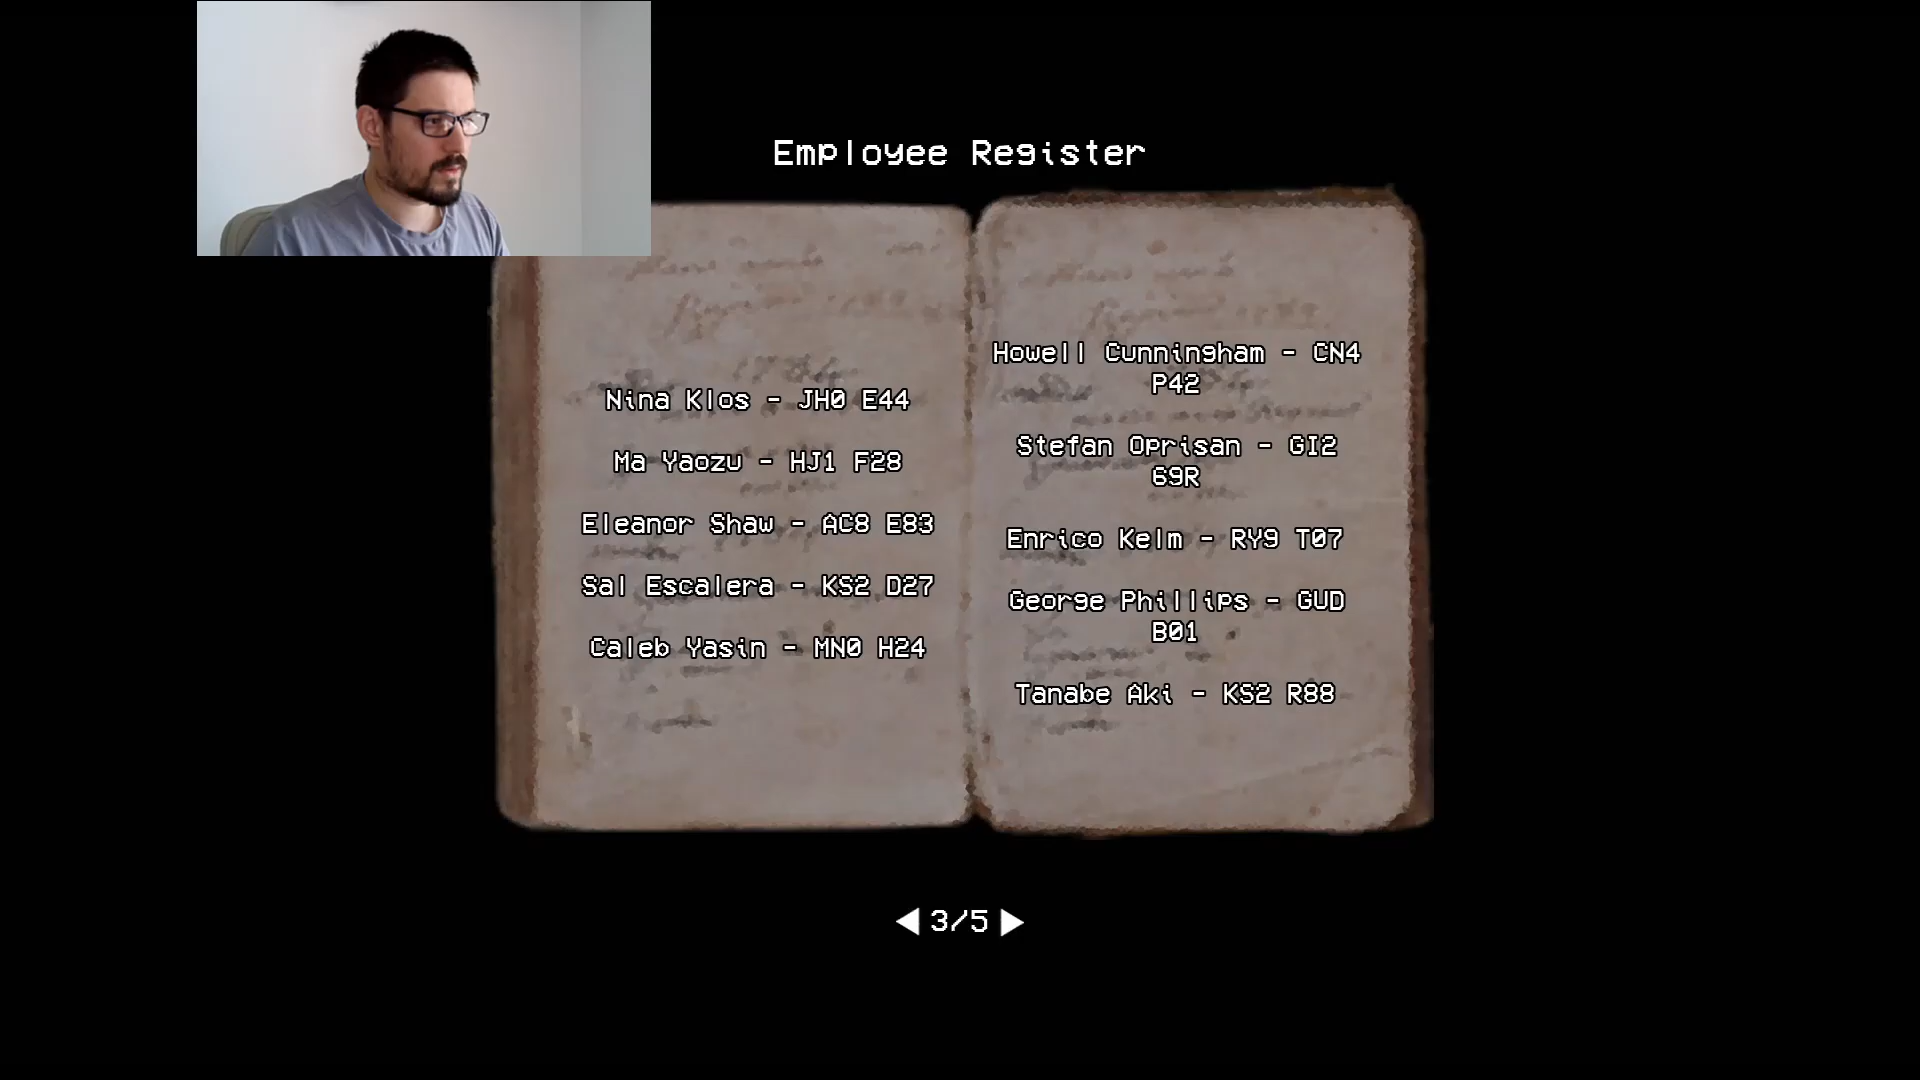 Employee Register
Nina Klos - JH0 E44
Ma Yaozu - HJ1 F28
Eleanor Shaw - AC8 E83
Sal Escalera - KS2 D27
Caleb Yasin - MN0 H24
Howell Cunningham - CN4
P42
Stefan Oprisan - GI2
69R
Enrico Kelm - RY9 T07
George Phillips - GUD
B01
Tanabe Aki - KS2 R88
3/5